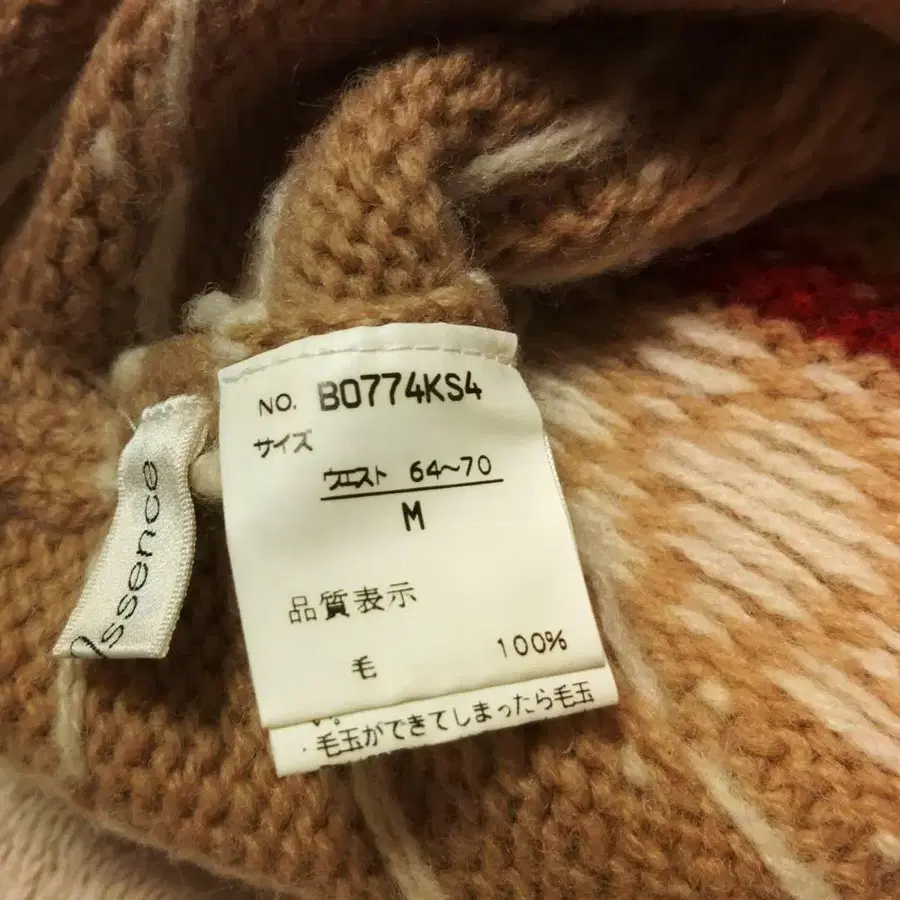 NO. B0774KS4
サイズ
ウエスト 64~70
M
品質表示
毛 100%
い。
・毛玉ができてしまったら毛玉
ssence